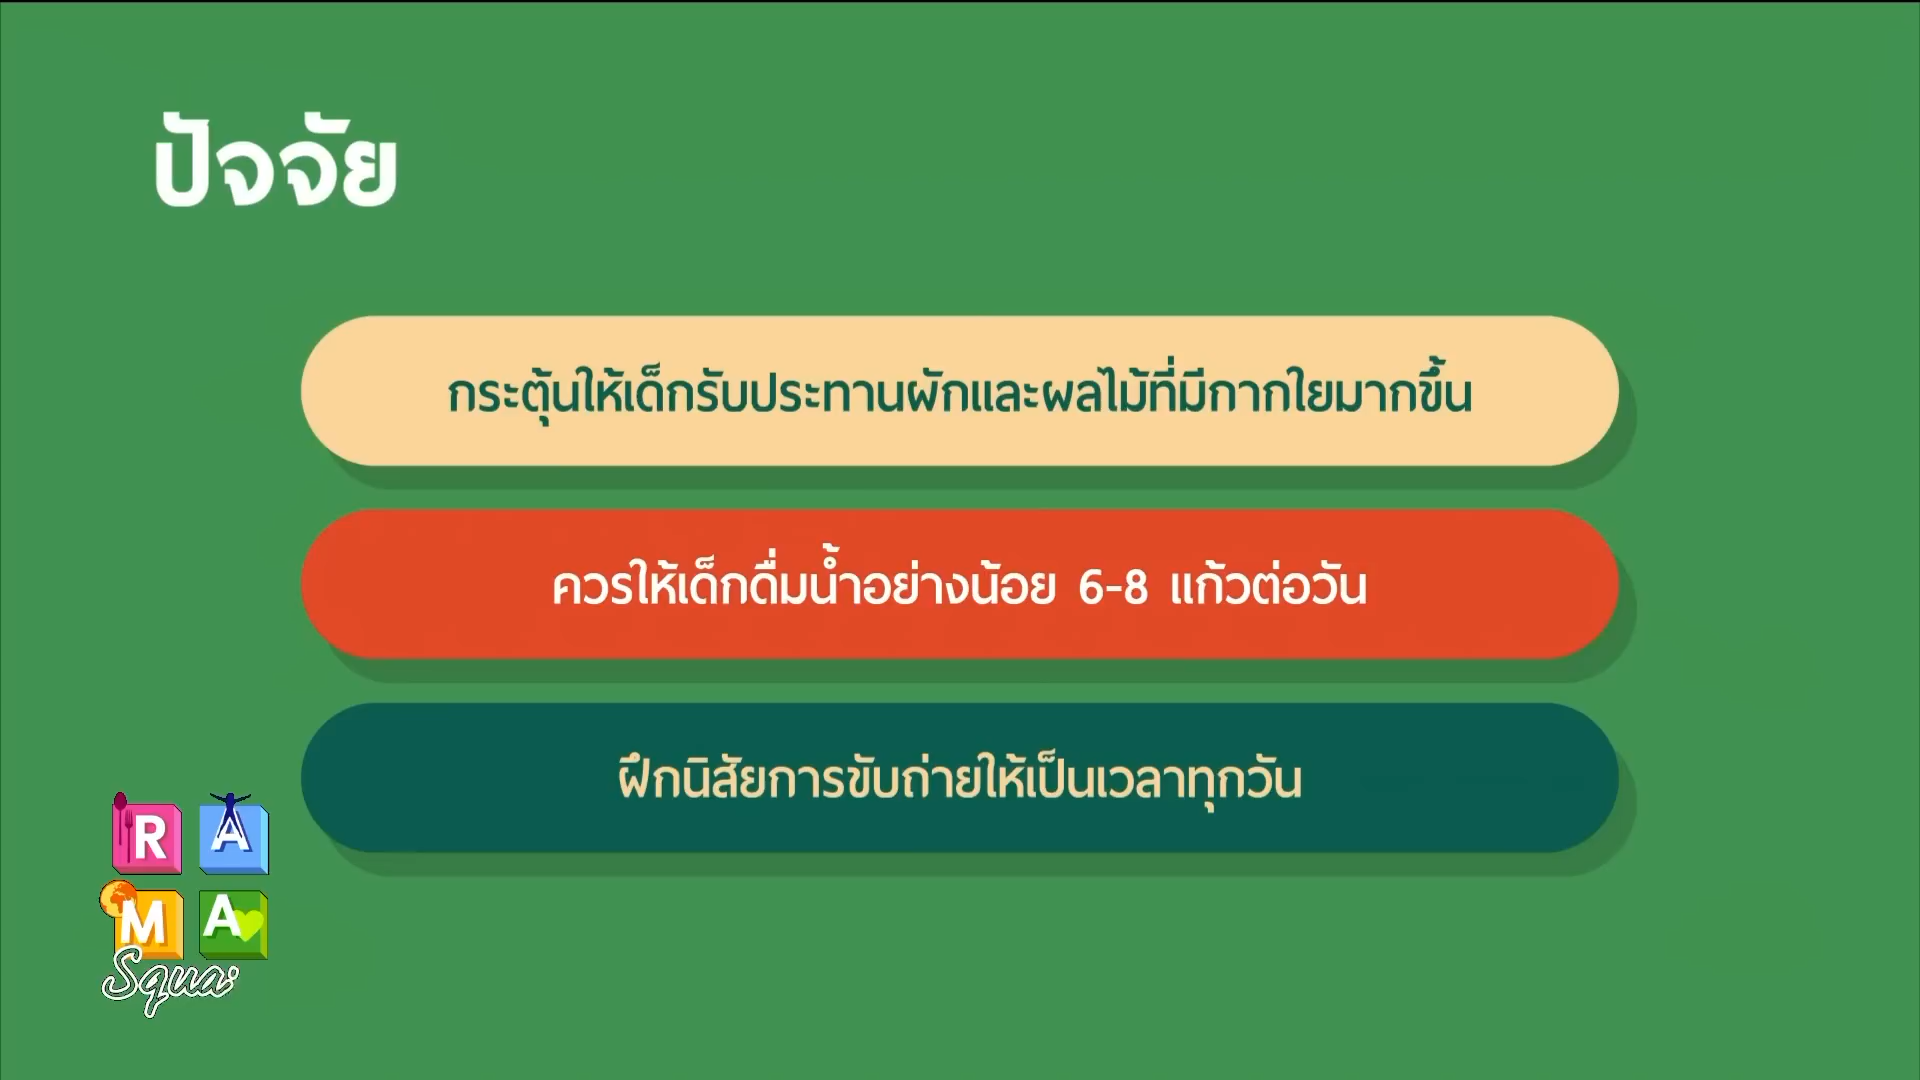 ปัจจัย
กระตุ้นให้เด็กรับประทานผักและผลไม้ที่มีกากใยมากขึ้น
ควรให้เด็กดื่มน้ำอย่างน้อย 6-8 แก้วต่อวัน
ฝึกนิสัยการขับถ่ายให้เป็นเวลาทุกวัน
RA
MA
Squa